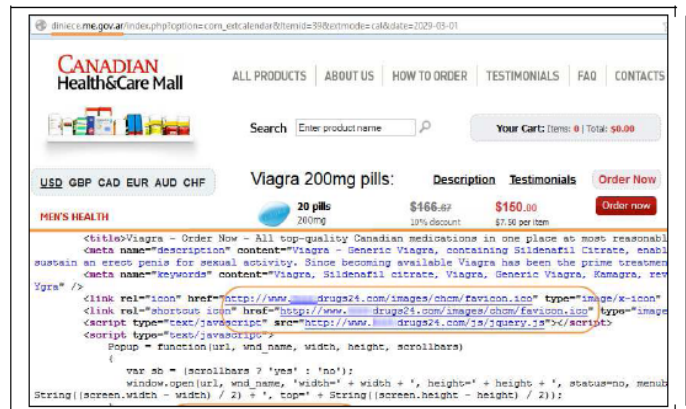 diniece.me.gov.ar/index.php?option=com_extcalendar&Itemid=39&extmode=cal&date=2029-03-01
CANADIAN
Health&Care Mall
ALL PRODUCTS ABOUT US HOW TO ORDER TESTIMONIALS FAQ CONTACTS
Search Enter product name Your Cart: Items: 0 | Total: $0.00
USD GBP CAD EUR AUD CHF
Viagra 200mg pills: Description Testimonials Order Now
MEN'S HEALTH
20 pills $166.67 $150.00 Order now
200mg 10% discount $7.50 per item
<title>Viagra - Order Now - All top-quality Canadian medications in one place at most reasonabl
<meta name="description" content="Viagra - Generic Viagra, containing Sildenafil Citrate, enabl
sustain an erect penis for sexual activity. Since becoming available Viagra has been the prime treatmen
<meta name="keywords" content="Viagra, Sildenafil citrate, Viagra, Generic Viagra, Kamagra, rev
Ygra" />
<link rel="icon" href="http://www. drugs24.com/images/chcm/favicon.ico" type="image/x-icon"
<link rel="shortcut icon" href="http://www. drugs24.com/images/chcm/favicon.ico" type="image
<script type="text/javascript" src="http://www. drugs24.com/js/jquery.js"></script>
<script type="text/javascript">
Popup = function(url, wnd_name, width, height, scrollbars)
{
var sb = (scrollbars ? 'yes' : 'no');
window.open(url, wnd_name, 'width=' + width + ', height=' + height + ', status=no, menub
String((screen.width - width) / 2) + ', top=' + String((screen.height - height) / 2));